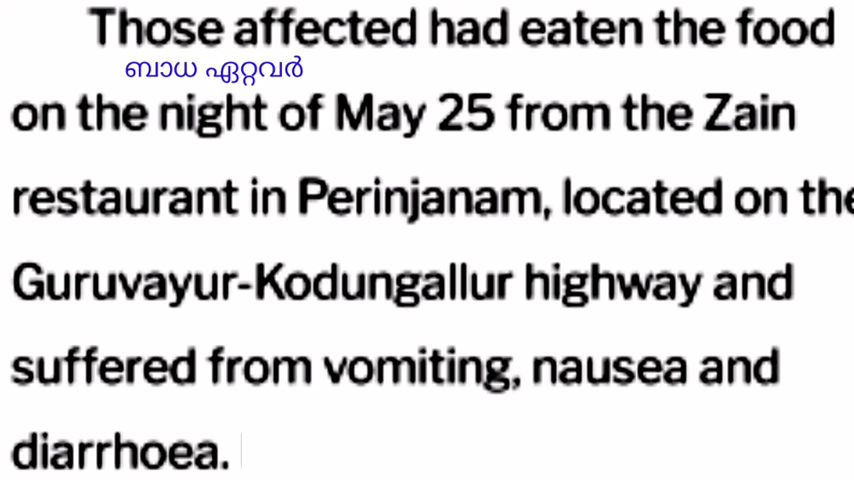 Those affected had eaten the food
ബാധ ഏറ്റവർ
on the night of May 25 from the Zain
restaurant in Perinjanam, located on the
Guruvayur-Kodungallur highway and
suffered from vomiting, nausea and
diarrhoea.